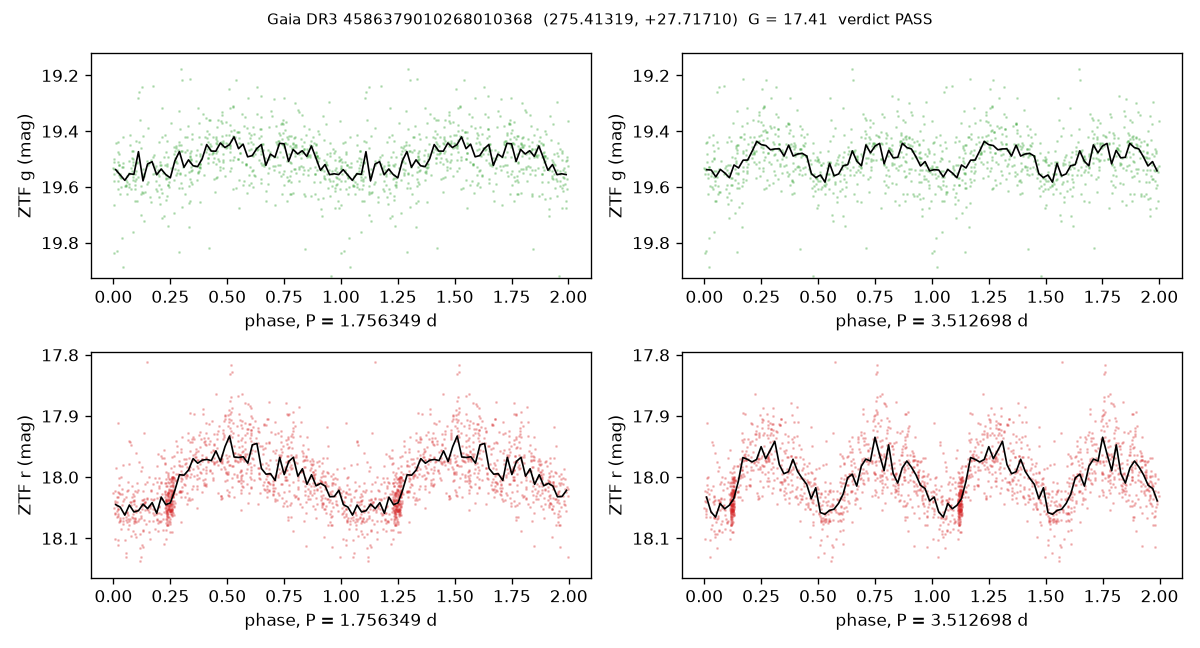 Gaia DR3 4586379010268010368  (275.41319, +27.71710)  G = 17.41  verdict PASS
ZTF g (mag)
19.2
19.4
19.6
19.8
0.00 0.25 0.50 0.75 1.00 1.25 1.50 1.75 2.00
phase, P = 1.756349 d
ZTF g (mag)
19.2
19.4
19.6
19.8
0.00 0.25 0.50 0.75 1.00 1.25 1.50 1.75 2.00
phase, P = 3.512698 d
ZTF r (mag)
17.8
17.9
18.0
18.1
0.00 0.25 0.50 0.75 1.00 1.25 1.50 1.75 2.00
phase, P = 1.756349 d
ZTF r (mag)
17.8
17.9
18.0
18.1
0.00 0.25 0.50 0.75 1.00 1.25 1.50 1.75 2.00
phase, P = 3.512698 d